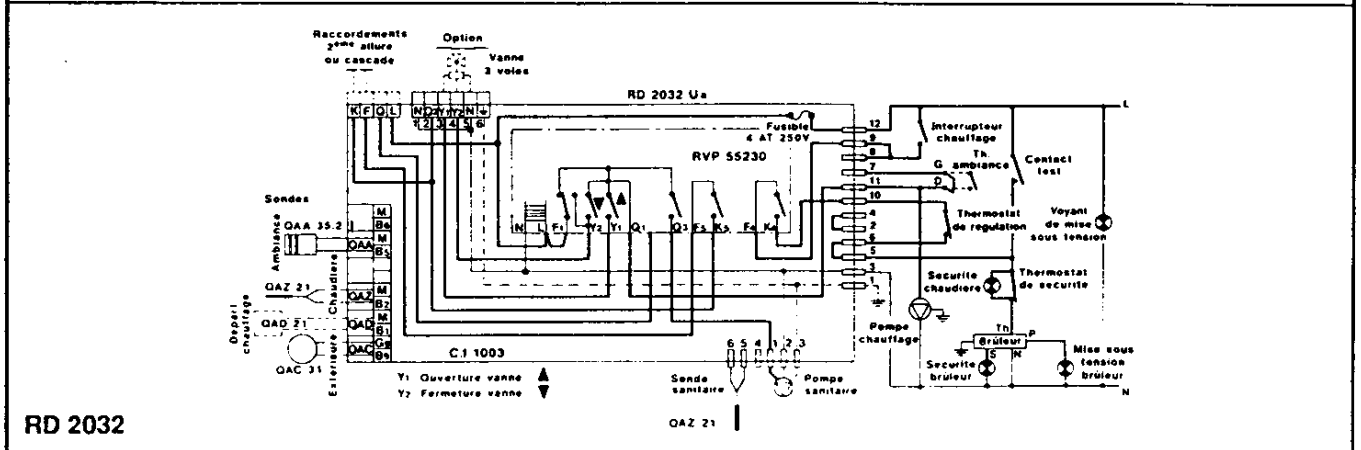 Raccordements
2eme allure
ou cascade
Option
Vanne
3 voies
RD 2032 Ua
K F Q L
N Q2 Y1 Y2 N
2 3 4 5 6
Fusible
4 AT 250V
RVP 55230
12
9
8
7
11
10
4
2
6
5
3
1
L
Interrupteur
chauffage
Th.
ambiance
G
D
Contact
test
Thermostat
de regulation
Voyant
de mise
sous tension
Sondes
QAA 35.2
Ambiance
M
B6
QAA
M
B5
N L F1 Y2 Y1 Q1 Q3 F5 K5 F4 K4
QAZ 21
Chaudiere
QAZ
M
B2
Depart
chauffage
QAD 21
QAD
M
B1
QAC 31
Exterieure
QAC
B9
C.I 1003
Securite
chaudiere
Thermostat
de securite
Pompe
chauffage
Th
P
Brûleur
S N
Securite
brûleur
Mise sous
tension
brûleur
N
Y1 Ouverture vanne
Y2 Fermeture vanne
6 5 4 1 2 3
Sonde
sanitaire
Pompe
sanitaire
QAZ 21
RD 2032